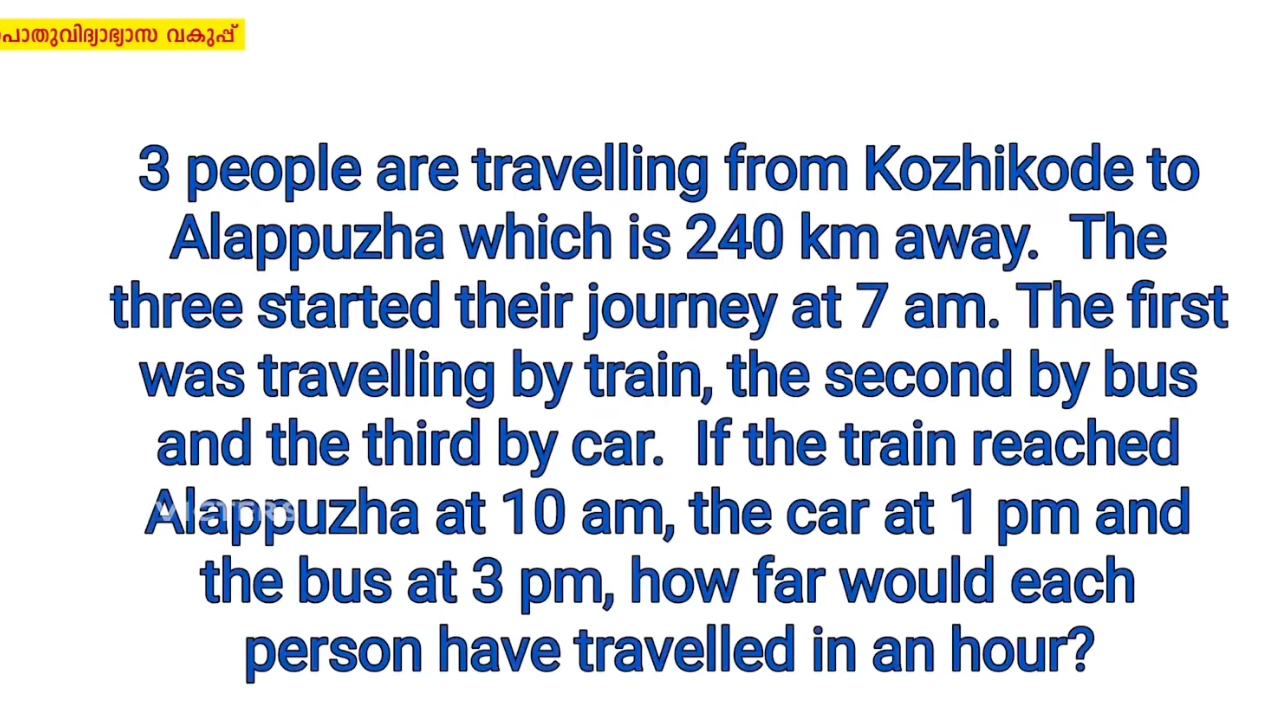 പൊതുവിദ്യാഭ്യാസ വകുപ്പ്
3 people are travelling from Kozhikode to
Alappuzha which is 240 km away. The
three started their journey at 7 am. The first
was travelling by train, the second by bus
and the third by car. If the train reached
Alappuzha at 10 am, the car at 1 pm and
VICTERS
the bus at 3 pm, how far would each
person have travelled in an hour?